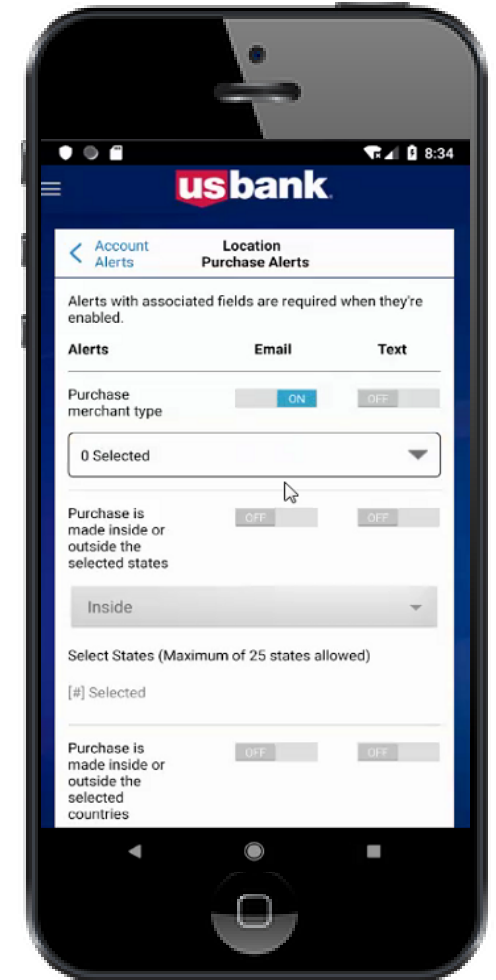 8:34
usbank
Account
Alerts
Location
Purchase Alerts
Alerts with associated fields are required when they're
enabled.
Alerts Email Text
Purchase
merchant type
ON OFF
0 Selected
Purchase is
made inside or
outside the
selected states
OFF OFF
Inside
Select States (Maximum of 25 states allowed)
[#] Selected
Purchase is
made inside or
outside the
selected
countries
OFF OFF